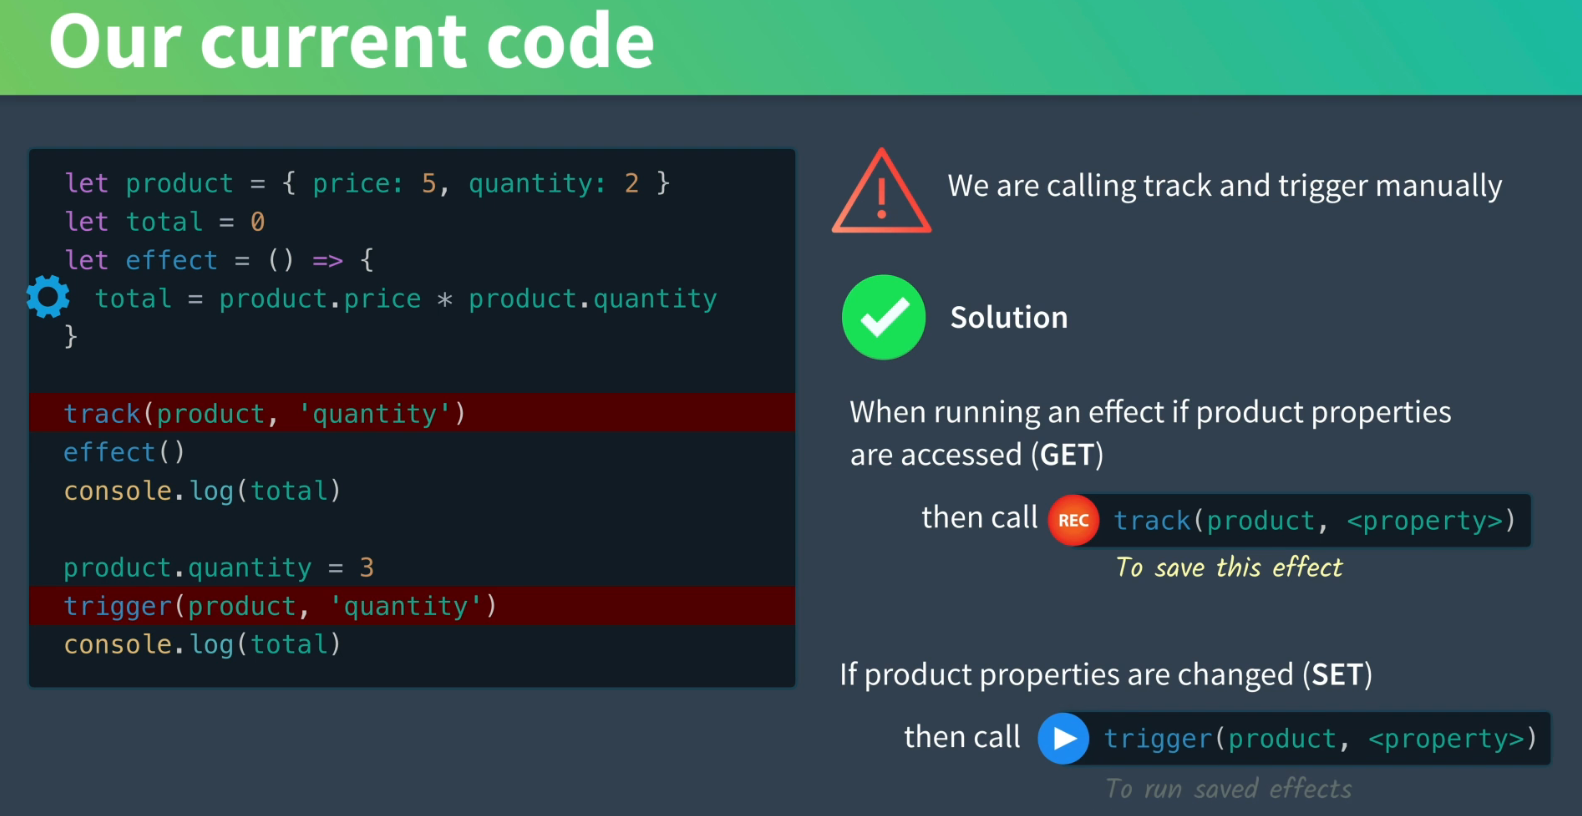 Our current code
let product = { price: 5, quantity: 2 }
let total = 0
let effect = () => {
  total = product.price * product.quantity
}
track(product, 'quantity')
effect()
console.log(total)
product.quantity = 3
trigger(product, 'quantity')
console.log(total)
We are calling track and trigger manually
Solution
When running an effect if product properties
are accessed (GET)
then call REC track(product, <property>)
To save this effect
If product properties are changed (SET)
then call trigger(product, <property>)
To run saved effects